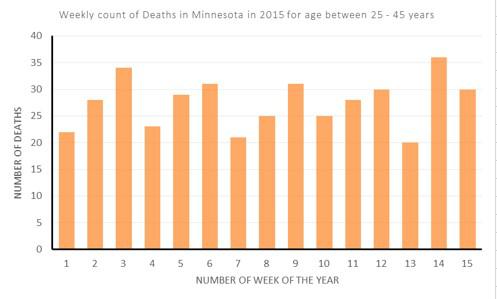 Weekly count of Deaths in Minnesota in 2015 for age between 25 - 45 years
40
35
30
25
20
15
10
5
0
NUMBER OF DEATHS
1 2 3 4 5 6 7 8 9 10 11 12 13 14 15
NUMBER OF WEEK OF THE YEAR